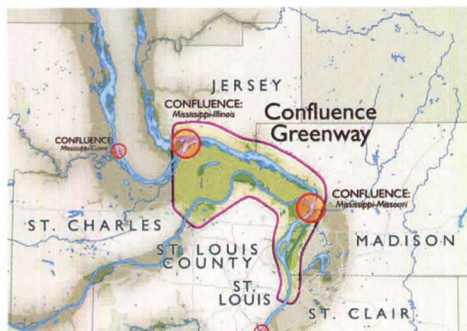 JERSEY
CONFLUENCE:
Mississippi-Illinois
Confluence
Greenway
CONFLUENCE:
Mississippi-Cuivre
CONFLUENCE:
Mississippi-Missouri
ST. CHARLES
MADISON
ST. LOUIS
COUNTY
ST.
LOUIS
ST. CLAIR